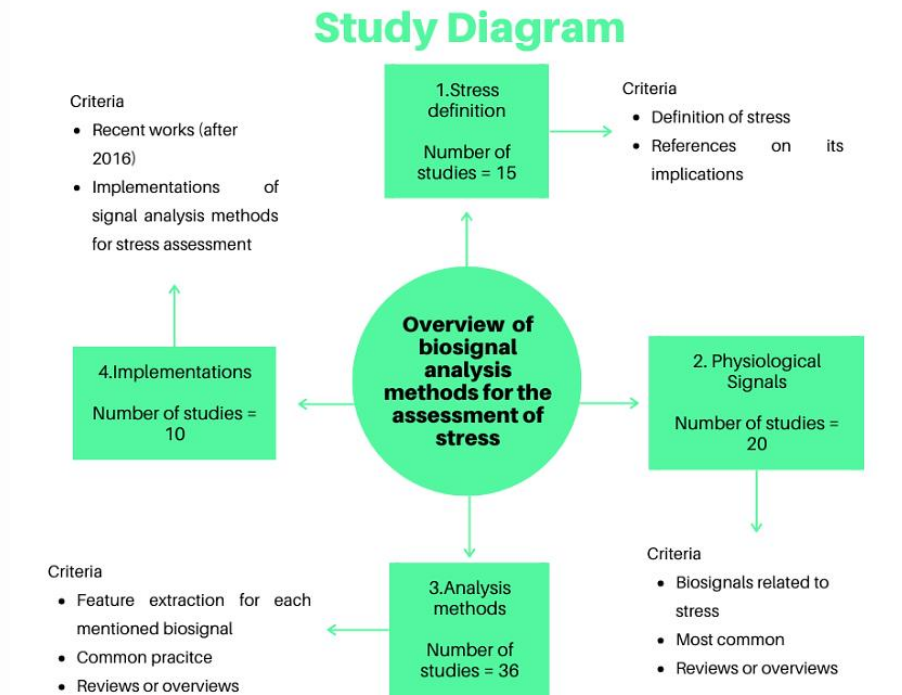 Study Diagram
1.Stress
definition
Number of
studies = 15
Criteria
• Definition of stress
• References on its
implications
2. Physiological
Signals
Number of studies =
20
Criteria
• Biosignals related to
stress
• Most common
• Reviews or overviews
3.Analysis
methods
Number of
studies = 36
Criteria
• Feature extraction for each
mentioned biosignal
• Common pracitce
• Reviews or overviews
4.Implementations
Number of studies =
10
Criteria
• Recent works (after
2016)
• Implementations of
signal analysis methods
for stress assessment
Overview of
biosignal
analysis
methods for the
assessment of
stress